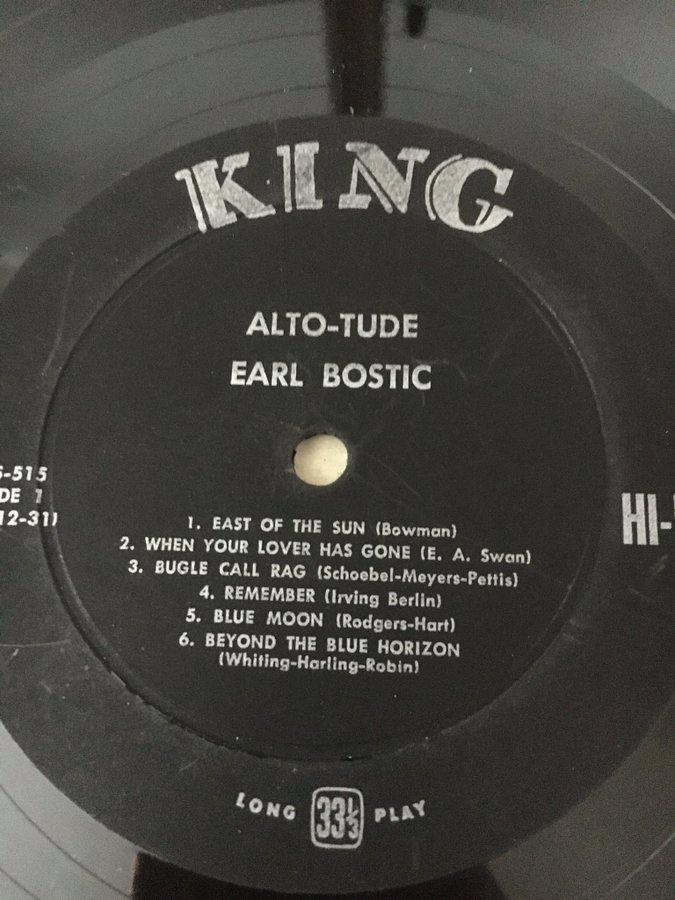 KING
ALTO-TUDE
EARL BOSTIC
-515
DE 1
12-31)
HI-
1. EAST OF THE SUN (Bowman)
2. WHEN YOUR LOVER HAS GONE (E. A. Swan)
3. BUGLE CALL RAG (Schoebel-Meyers-Pettis)
4. REMEMBER (Irving Berlin)
5. BLUE MOON (Rodgers-Hart)
6. BEYOND THE BLUE HORIZON
(Whiting-Harling-Robin)
LONG 33⅓ PLAY